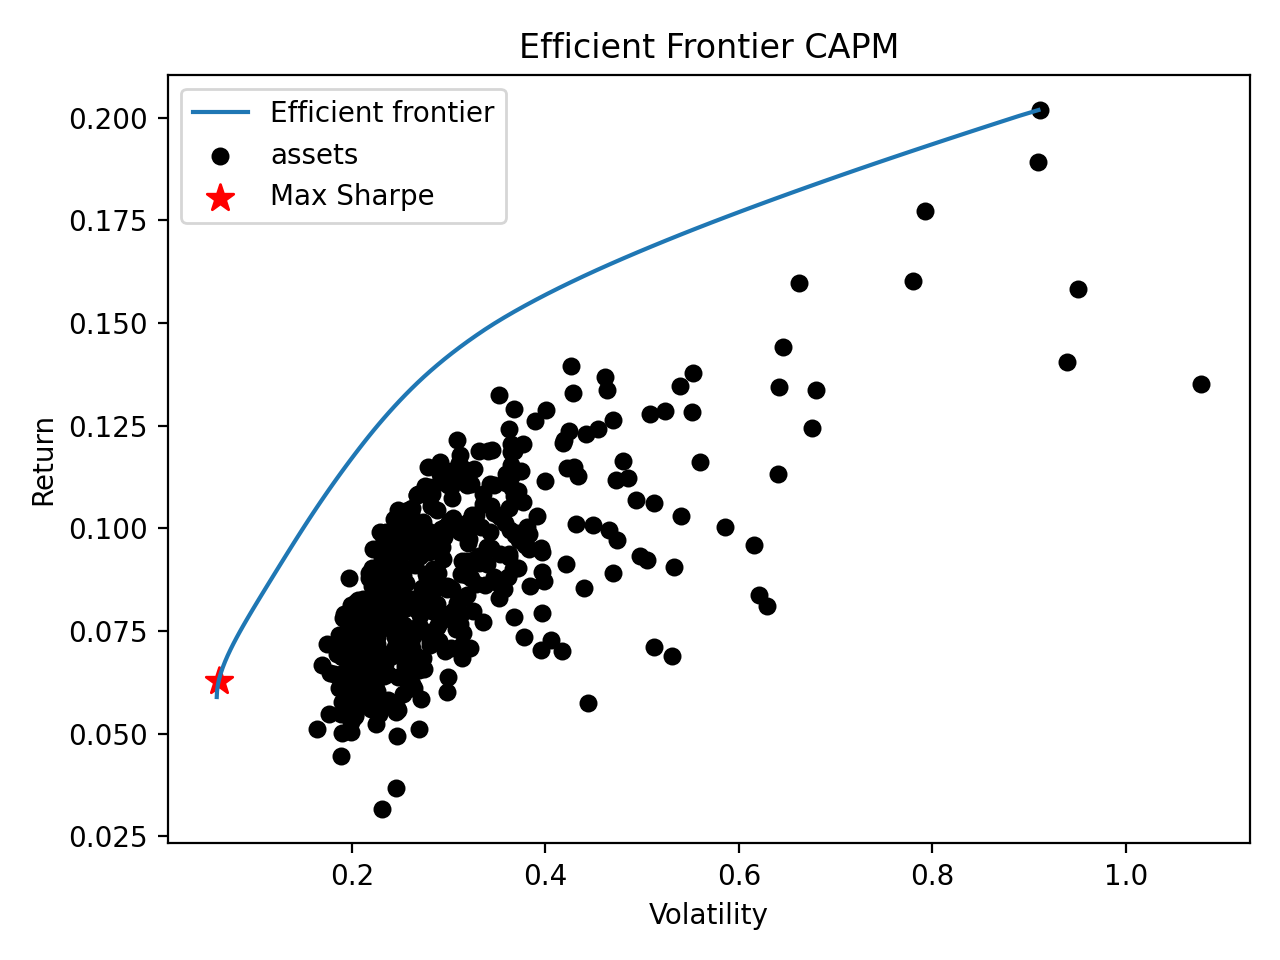 Efficient Frontier CAPM
Efficient frontier
assets
Max Sharpe
0.200
0.175
0.150
0.125
0.100
0.075
0.050
0.025
Return
0.2 0.4 0.6 0.8 1.0
Volatility